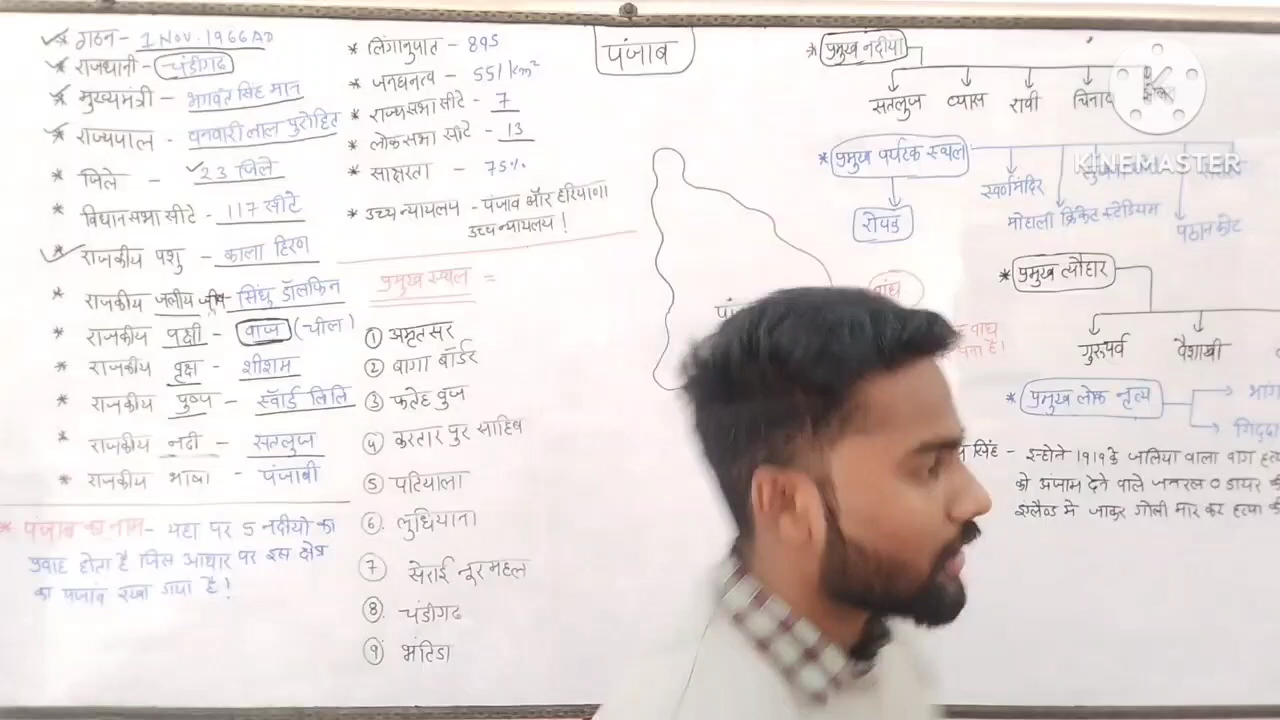 * गठन - 1 NOV. 1966 AD
* राजधानी - चंडीगढ
* मुख्यमंत्री - भगवंत सिंह मान
* राज्यपाल - बनवारी लाल पुरोहित
* जिले - 23 जिले
* विधानसभा सीटे - 117 सीटे
* राजकीय पशु - काला हिरण
* राजकीय जलीय जीव - सिंधु डॉलफिन
* राजकीय पक्षी - बाज (चील)
* राजकीय वृक्ष - शीशम
* राजकीय पुष्प - स्वॉर्ड लिलि
* राजकीय नदी - सतलुज
* राजकीय भाषा - पंजाबी
* पंजाब का नाम - यहा पर 5 नदीयो का
प्रवाह होता है जिस आधार पर इस क्षेत्र
का पंजाब रखा गया है!
* लिंगानुपात - 895
* जनघनत्व - 551/km²
* राज्यसभा सीटे - 7
* लोकसभा सीटे - 13
* साक्षरता - 75%
* उच्च न्यायलय - पंजाब और हरियाणा
उच्च न्यायलय!
प्रमुख स्थल =
① अमृतसर
② बागा बॉर्डर
③ फतेह बुज
④ करतार पुर साहिब
⑤ पटियाला
⑥ लुधियाना
⑦ सेराई नूर महल
⑧ चंडीगढ
⑨ भटिंडा
पंजाब
* प्रमुख नदीया
सतलुज व्यास रावी चिनाब
* प्रमुख पर्यटक स्थल
स्वर्ण मंदिर
मोहाली क्रिकेट स्टेडियम
पठानकोट
रोपड
* प्रमुख त्यौहार
गुरुपर्व वैशाखी
* प्रमुख लोक नृत्य
गिद्दा
सिंह - इन्होने 1919 के जलिया वाला बाग
को अंजाम देने वाले जनरल ओ डायर
इंग्लैण्ड मे जाकर गोली मार कर हत्या
KINEMASTER